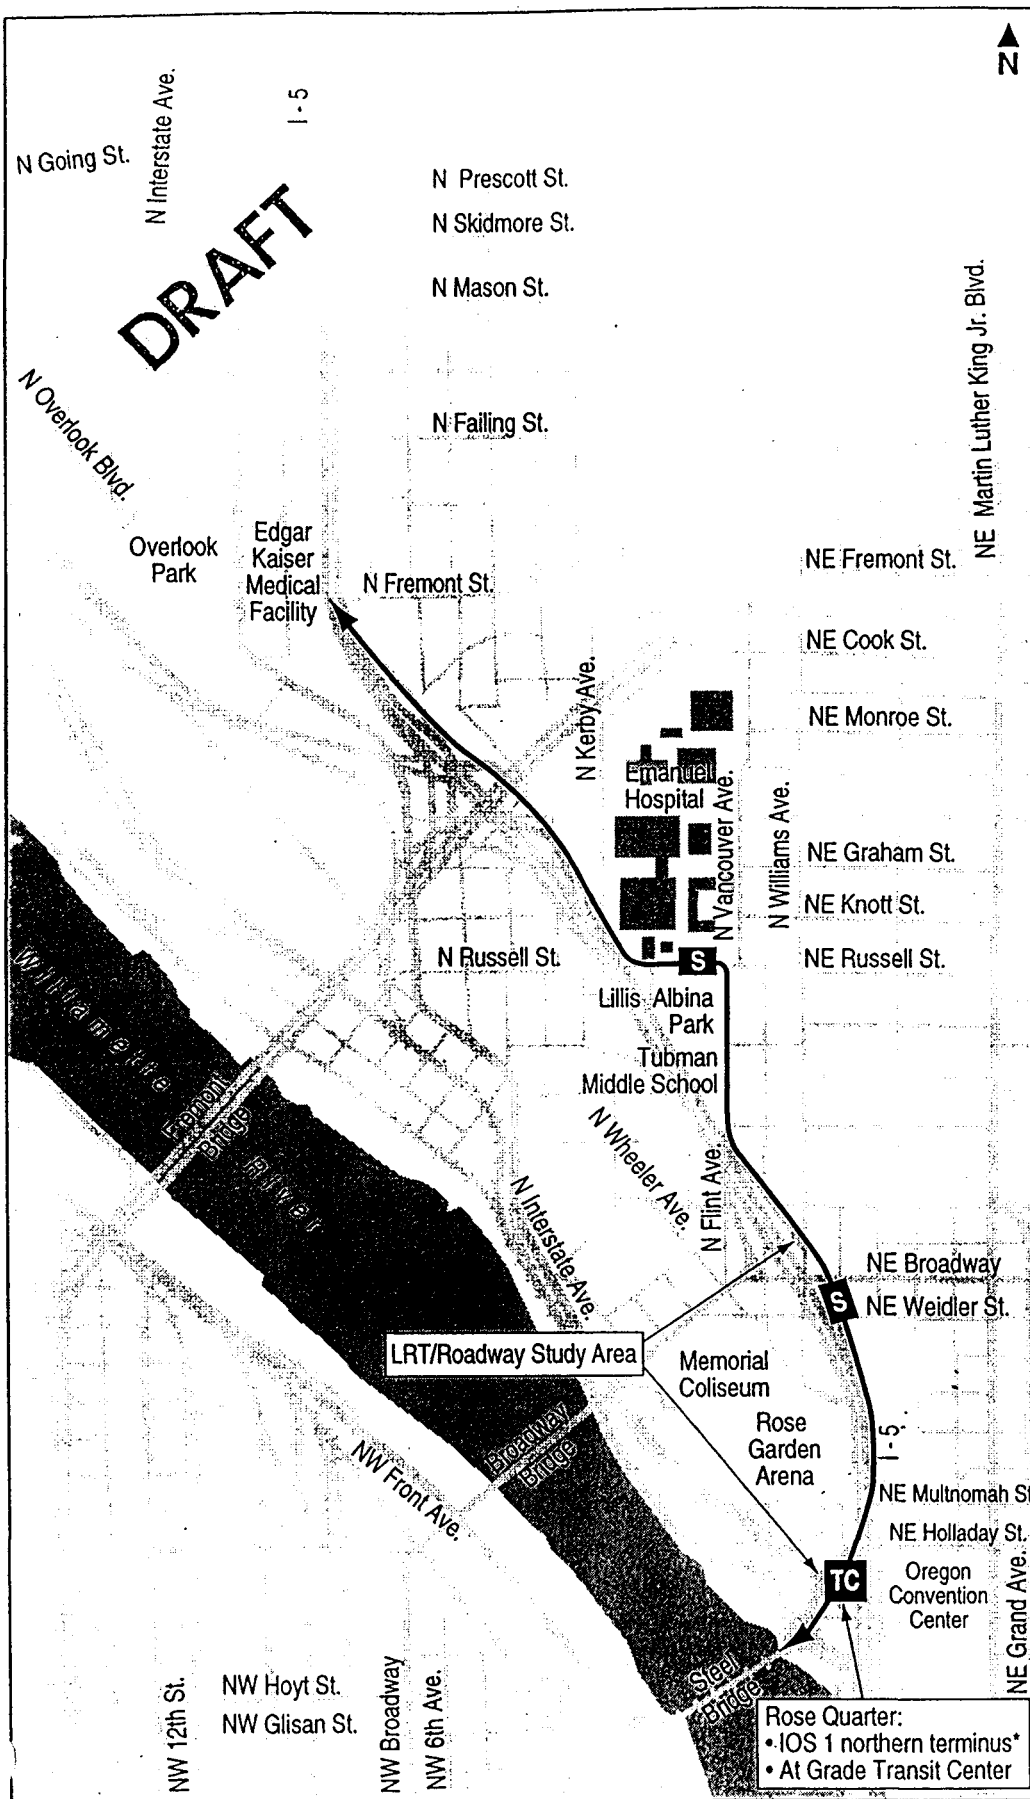 N
N Going St.
N Interstate Ave.
I - 5
DRAFT
N Prescott St.
N Skidmore St.
N Mason St.
N Failing St.
NE Martin Luther King Jr. Blvd.
N Overlook Blvd.
Overlook
Park
Edgar
Kaiser
Medical
Facility
N Fremont St.
NE Fremont St.
NE Cook St.
NE Monroe St.
N Kerby Ave.
Emanuel
Hospital
N Vancouver Ave.
N Williams Ave.
NE Graham St.
NE Knott St.
NE Russell St.
N Russell St.
S
Lillis Albina
Park
Tubman
Middle School
Willamette
River
Fremont
Bridge
N Wheeler Ave.
N Flint Ave.
N Interstate Ave.
NE Broadway
S
NE Weidler St.
LRT/Roadway Study Area
Memorial
Coliseum
Rose
Garden
Arena
I - 5
Broadway
Bridge
NW Front Ave.
NE Multnomah St
NE Holladay St.
TC
Oregon
Convention
Center
NE Grand Ave.
Steel
Bridge
NW 12th St.
NW Hoyt St.
NW Glisan St.
NW Broadway
NW 6th Ave.
Rose Quarter:
• IOS 1 northern terminus*
• At Grade Transit Center